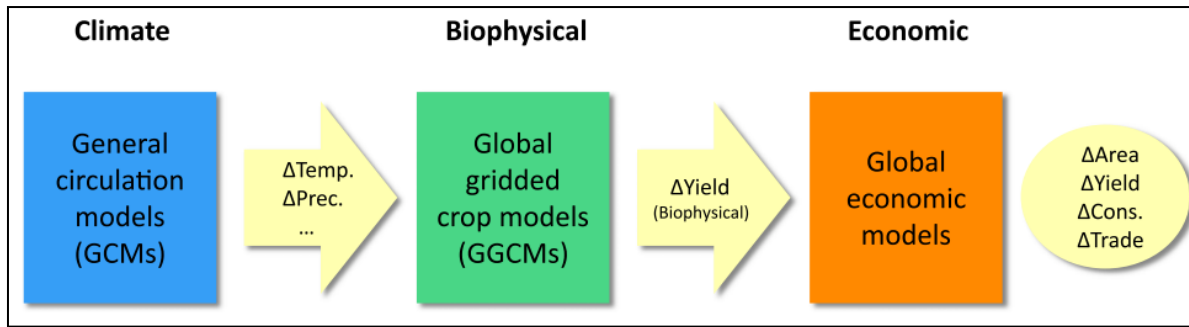 Climate
Biophysical
Economic
General
circulation
models
(GCMs)
ΔTemp.
ΔPrec.
...
Global
gridded
crop models
(GGCMs)
ΔYield
(Biophysical)
Global
economic
models
ΔArea
ΔYield
ΔCons.
ΔTrade